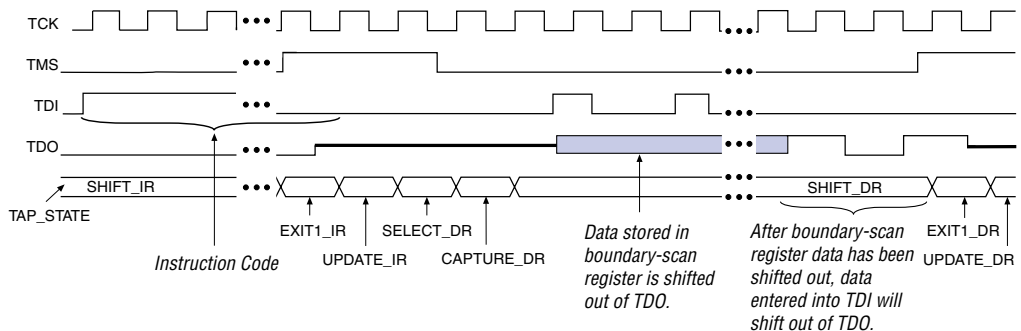 TCK
TMS
TDI
TDO
SHIFT_IR
SHIFT_DR
TAP_STATE
EXIT1_IR
SELECT_DR
EXIT1_DR
UPDATE_IR
CAPTURE_DR
UPDATE_DR
Instruction Code
Data stored in
boundary-scan
register is shifted
out of TDO.
After boundary-scan
register data has been
shifted out, data
entered into TDI will
shift out of TDO.